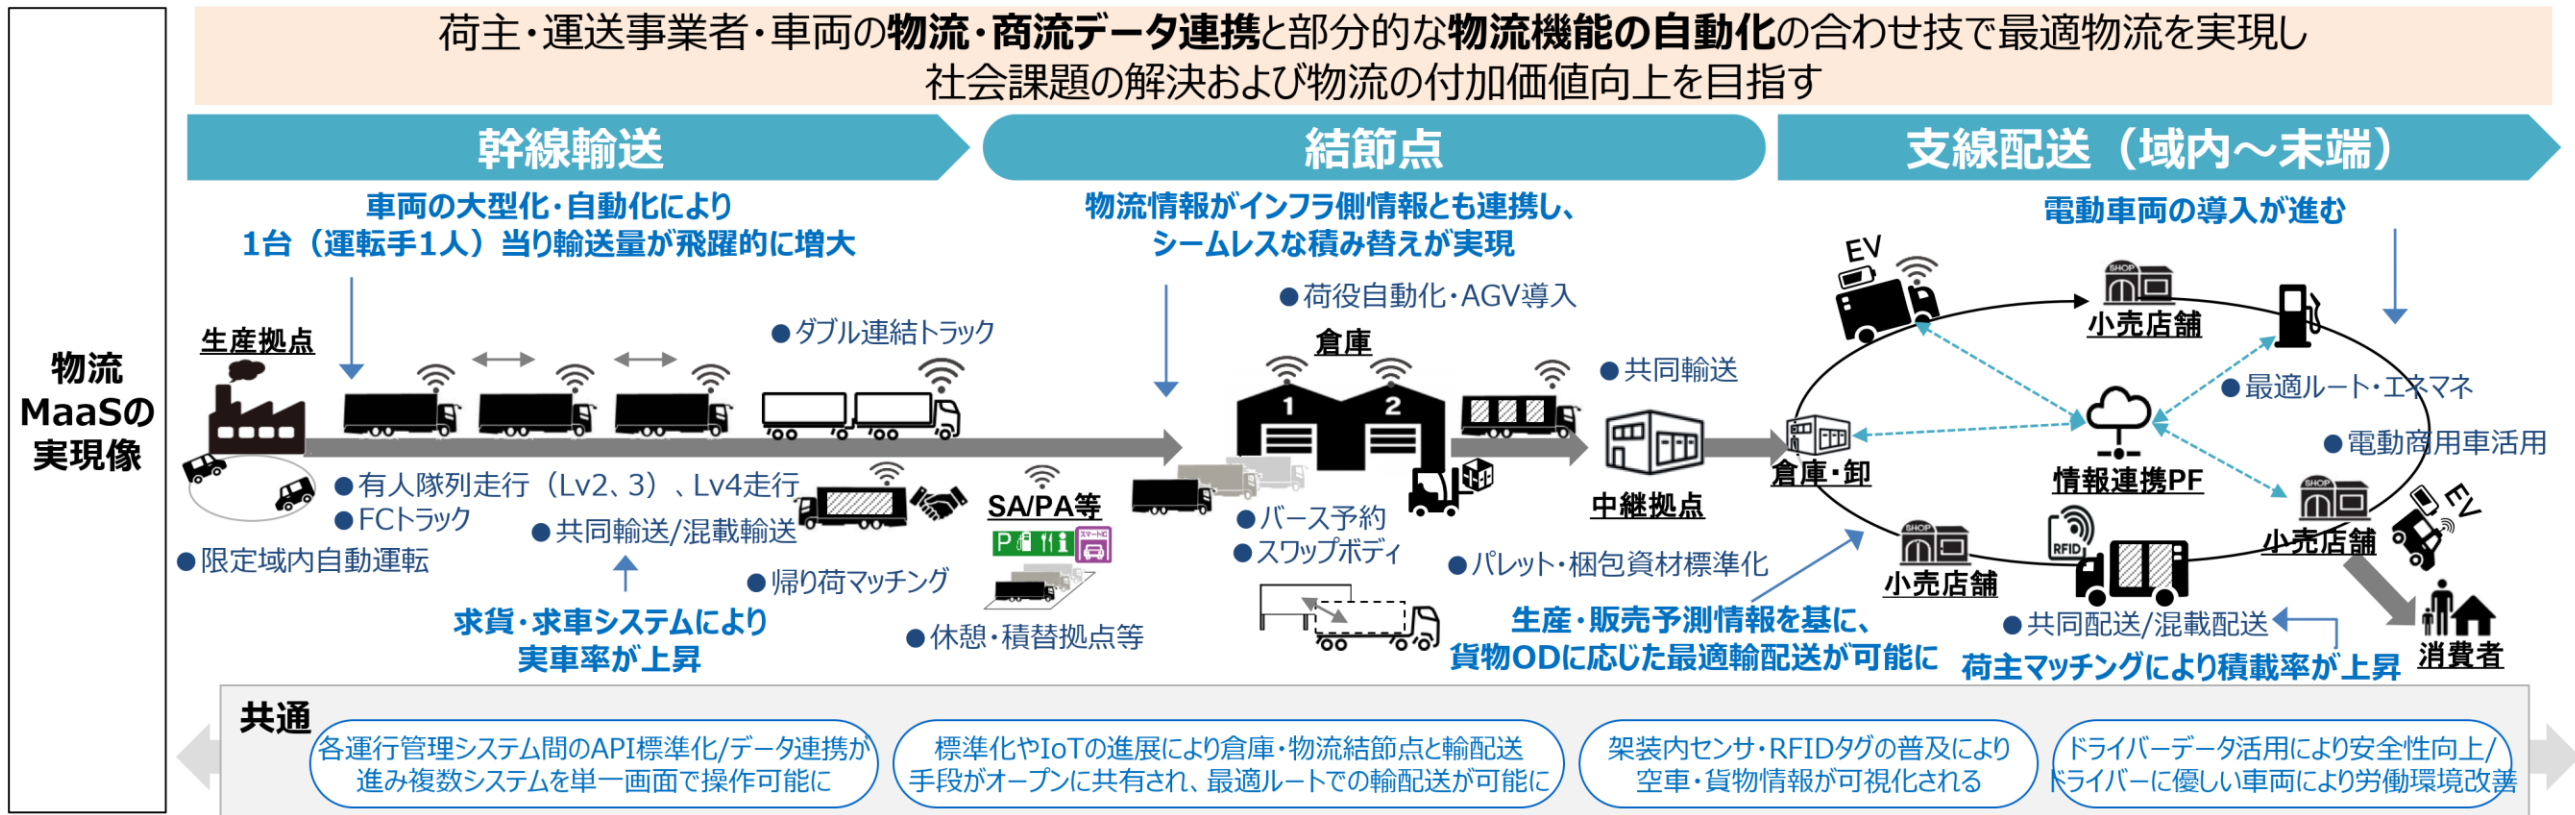 荷主・運送事業者・車両の物流・商流データ連携と部分的な物流機能の自動化の合わせ技で最適物流を実現し
社会課題の解決および物流の付加価値向上を目指す
物流
MaaSの
実現像
幹線輸送
結節点
支線配送（域内～末端）
車両の大型化・自動化により
1台（運転手1人）当り輸送量が飛躍的に増大
物流情報がインフラ側情報とも連携し、
シームレスな積み替えが実現
電動車両の導入が進む
生産拠点
●ダブル連結トラック
●有人隊列走行（Lv2、3）、Lv4走行
●FCトラック
●共同輸送/混載輸送
●限定域内自動運転
●帰り荷マッチング
求貨・求車システムにより
実車率が上昇
SA/PA等
P
スマートIC
●休憩・積替拠点等
●荷役自動化・AGV導入
倉庫
1
2
●共同輸送
●バース予約
●スワップボディ
中継拠点
●パレット・梱包資材標準化
生産・販売予測情報を基に、
貨物ODに応じた最適輸配送が可能に
EV
SHOP
小売店舗
●最適ルート・エネマネ
●電動商用車活用
倉庫・卸
情報連携PF
SHOP
小売店舗
EV
RFID
SHOP
小売店舗
●共同配送/混載配送
荷主マッチングにより積載率が上昇
消費者
共通
各運行管理システム間のAPI標準化/データ連携が
進み複数システムを単一画面で操作可能に
標準化やIoTの進展により倉庫・物流結節点と輸配送
手段がオープンに共有され、最適ルートでの輸配送が可能に
架装内センサ・RFIDタグの普及により
空車・貨物情報が可視化される
ドライバーデータ活用により安全性向上/
ドライバーに優しい車両により労働環境改善